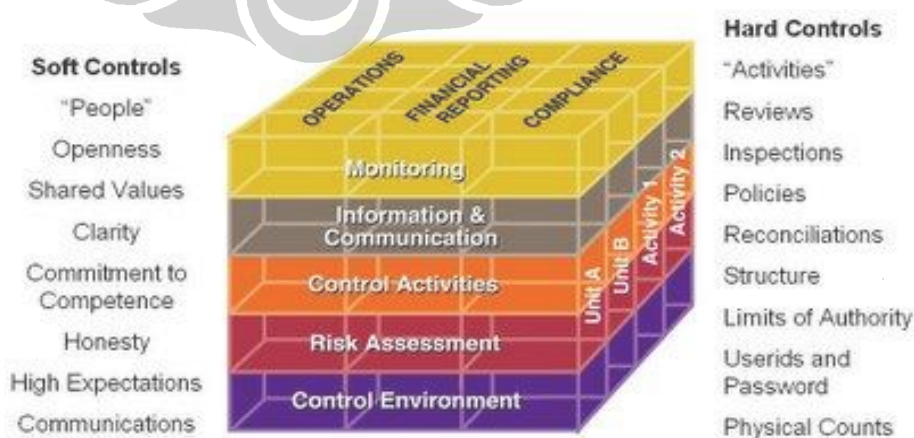 Soft Controls
"People"
Openness
Shared Values
Clarity
Commitment to
Competence
Honesty
High Expectations
Communications
OPERATIONS
FINANCIAL
REPORTING
COMPLIANCE
Monitoring
Information &
Communication
Control Activities
Risk Assessment
Control Environment
Unit A
Unit B
Activity 1
Activity 2
Hard Controls
"Activities"
Reviews
Inspections
Policies
Reconciliations
Structure
Limits of Authority
Userids and
Password
Physical Counts